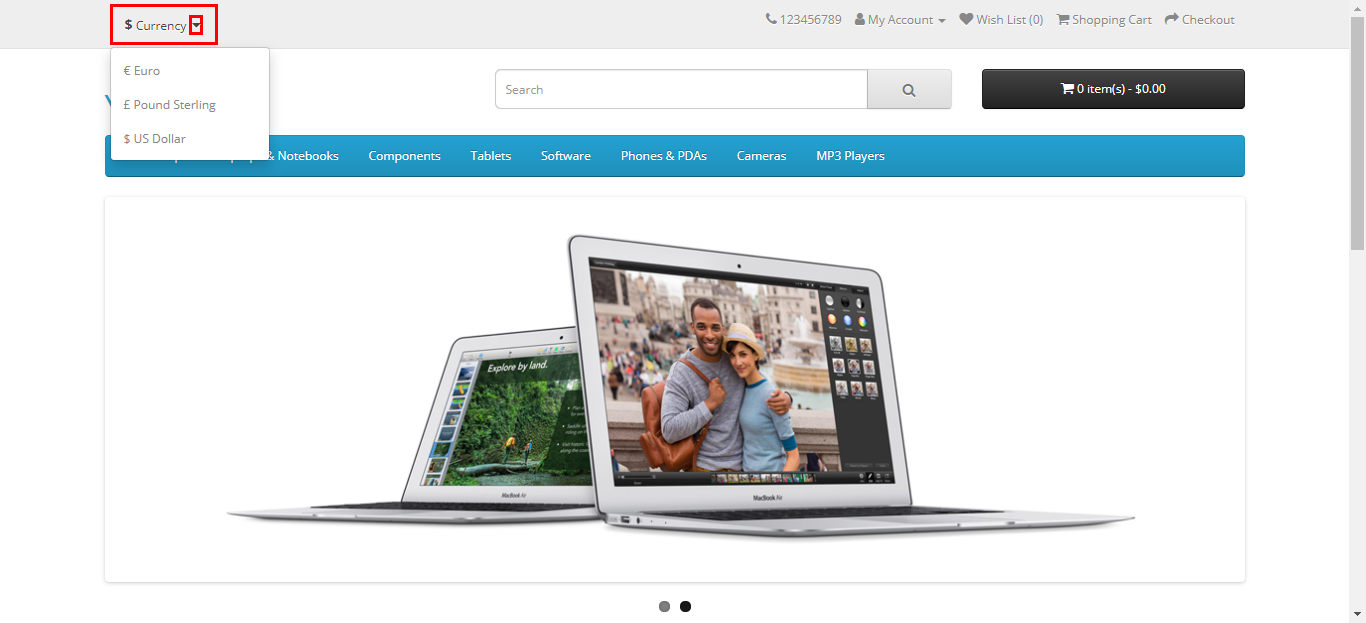 $ Currency
123456789 My Account Wish List (0) Shopping Cart Checkout
€ Euro
£ Pound Sterling
$ US Dollar
Search
0 item(s) - $0.00
& Notebooks Components Tablets Software Phones & PDAs Cameras MP3 Players
Explore by land.
MacBook Air
MacBook Air